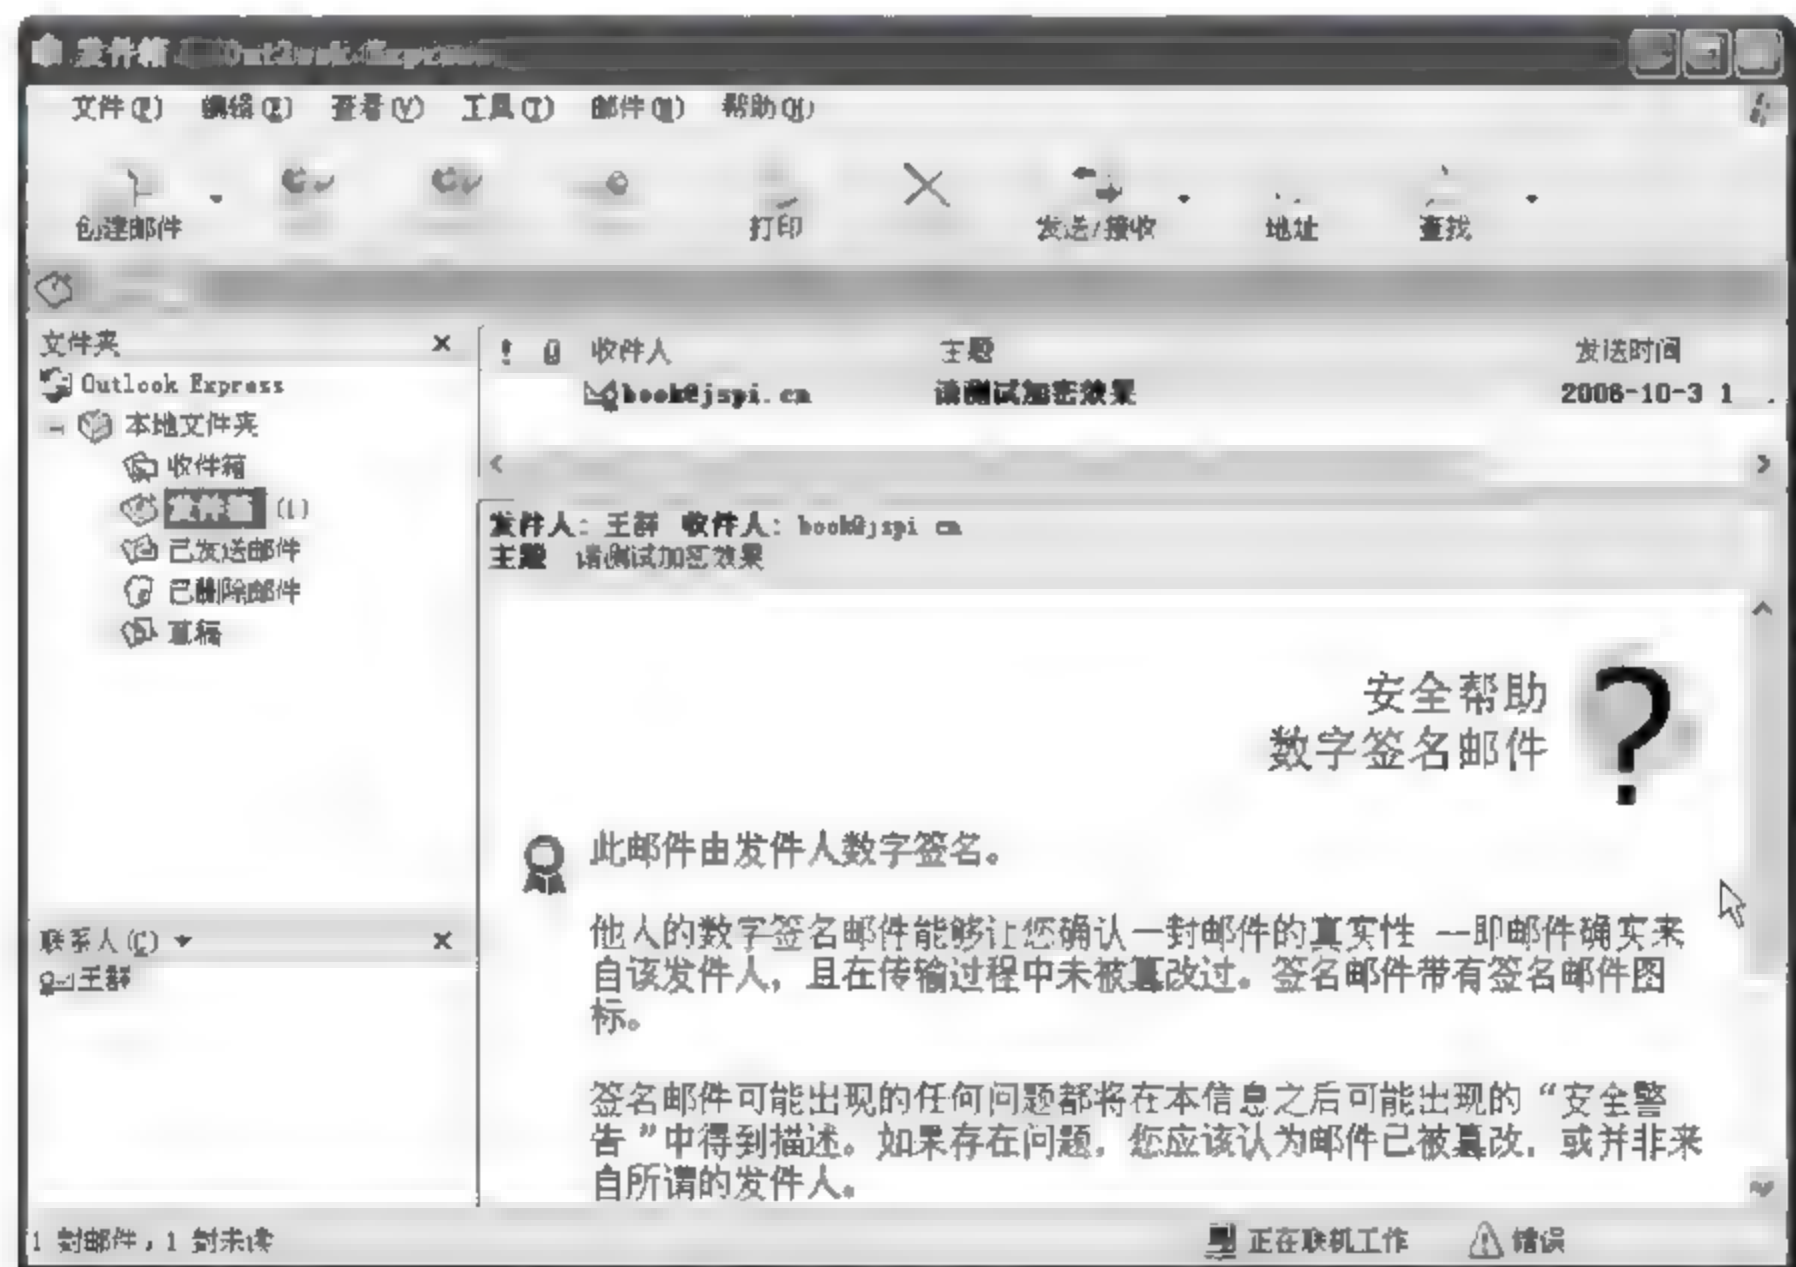 发件箱
文件(F) 编辑(E) 查看(V) 工具(T) 邮件(M) 帮助(H)
创建邮件 打印 发送/接收 地址 查找
文件夹
Outlook Express
本地文件夹
收件箱
发件箱 (1)
已发送邮件
已删除邮件
草稿
联系人(C)
王群
! 收件人 主题 发送时间
book@jspi.cn 请测试加密效果 2006-10-3 1
发件人: 王群 收件人: book@jspi cn
主题 请测试加密效果
安全帮助
数字签名邮件
?
此邮件由发件人数字签名。
他人的数字签名邮件能够让您确认一封邮件的真实性 --即邮件确实来
自该发件人，且在传输过程中未被篡改过。签名邮件带有签名邮件图
标。
签名邮件可能出现的任何问题都将在本信息之后可能出现的“安全警
告”中得到描述。如果存在问题，您应该认为邮件已被篡改，或并非来
自所谓的发件人。
1 封邮件，1 封未读 正在联机工作 错误